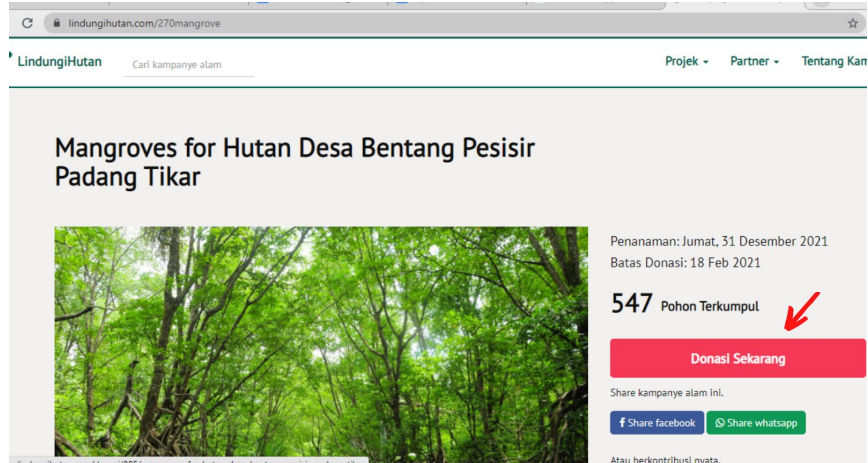 lindungihutan.com/270mangrove
LindungiHutan
Cari kampanye alam
Projek
Partner
Tentang Kam
Mangroves for Hutan Desa Bentang Pesisir
Padang Tikar
Penanaman: Jumat, 31 Desember 2021
Batas Donasi: 18 Feb 2021
547 Pohon Terkumpul
Donasi Sekarang
Share kampanye alam ini.
Share facebook
Share whatsapp
Atau berkontribusi nyata.